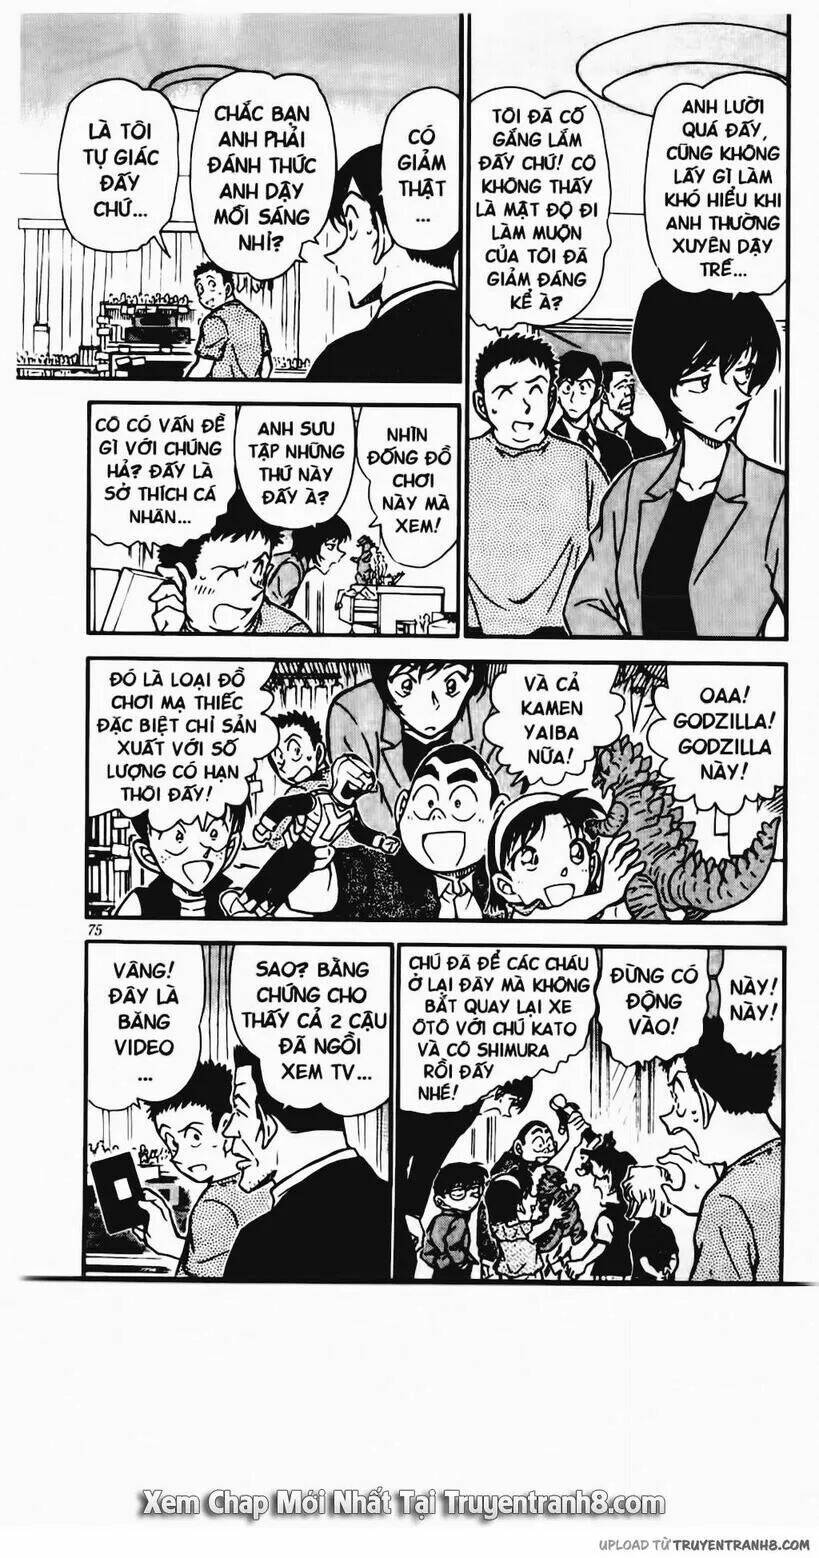 ANH LƯỜI
QUÁ ĐẤY,
CŨNG KHÔNG
LẤY GÌ LÀM
KHÓ HIỂU KHI
ANH THƯỜNG
XUYÊN DẬY
TRỄ...
TÔI ĐÃ CỐ
GẮNG LẮM
ĐẤY CHỨ! CÔ
KHÔNG THẤY
LÀ MẬT ĐỘ ĐI
LÀM MUỘN
CỦA TÔI ĐÃ
GIẢM ĐÁNG
KỂ À?
CÓ
GIẢM
THẬT
...
CHẮC BẠN
ANH PHẢI
ĐÁNH THỨC
ANH DẬY
MỖI SÁNG
NHỈ?
LÀ TÔI
TỰ GIÁC
ĐẤY
CHỨ...
NHÌN
ĐỐNG ĐỒ
CHƠI
NÀY MÀ
XEM!
ANH SƯU
TẬP NHỮNG
THỨ NÀY
ĐẤY À?
CÔ CÓ VẤN ĐỀ
GÌ VỚI CHÚNG
HẢ? ĐẤY LÀ
SỞ THÍCH CÁ
NHÂN...
OAA!
GODZILLA!
GODZILLA
NÀY!
VÀ CẢ
KAMEN
YAIBA
NỮA!
ĐÓ LÀ LOẠI ĐỒ
CHƠI MẠ THIẾC
ĐẶC BIỆT CHỈ SẢN
XUẤT VỚI SỐ
LƯỢNG CÓ HẠN
THÔI ĐẤY!
75
NÀY!
NÀY!
ĐỪNG CÓ
ĐỘNG
VÀO!
CHÚ ĐÃ ĐỂ CÁC CHÁU
Ở LẠI ĐÂY MÀ KHÔNG
BẮT QUAY LẠI XE
ÔTÔ VỚI CHÚ KATO
VÀ CÔ SHIMURA
RỒI ĐẤY
NHÉ!
SAO? BẰNG
CHỨNG CHO
THẤY CẢ 2 CẬU
ĐÃ NGỒI
XEM TV...
VÂNG!
ĐÂY LÀ
BĂNG
VIDEO
...
Xem Chap Mới Nhất Tại Truyentranh8.com
UPLOAD TỪ TRUYENTRANH8.COM